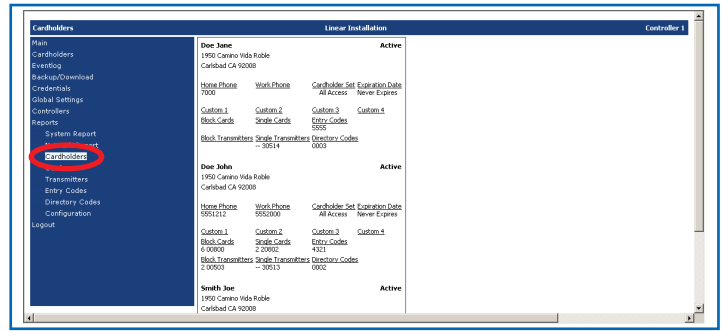 Cardholders Linear Installation Controller 1
Main
Cardholders
Eventlog
Backup/Download
Credentials
Global Settings
Controllers
Reports
System Report
Cardholders
Transmitters
Entry Codes
Directory Codes
Configuration
Logout
Doe Jane Active
1950 Camino Vida Roble
Carlsbad CA 92008
Home Phone Work Phone Cardholder Set Expiration Date
7000 All Access Never Expires
Custom 1 Custom 2 Custom 3 Custom 4
Block Cards Single Cards Entry Codes
5555
Block Transmitters Single Transmitters Directory Codes
-- 30514 0003
Doe John Active
1950 Camino Vida Roble
Carlsbad CA 92008
Home Phone Work Phone Cardholder Set Expiration Date
5551212 5552000 All Access Never Expires
Custom 1 Custom 2 Custom 3 Custom 4
Block Cards Single Cards Entry Codes
6 00800 2 20802 4321
Block Transmitters Single Transmitters Directory Codes
2 00503 -- 30513 0002
Smith Joe Active
1950 Camino Vida Roble
Carlsbad CA 92008